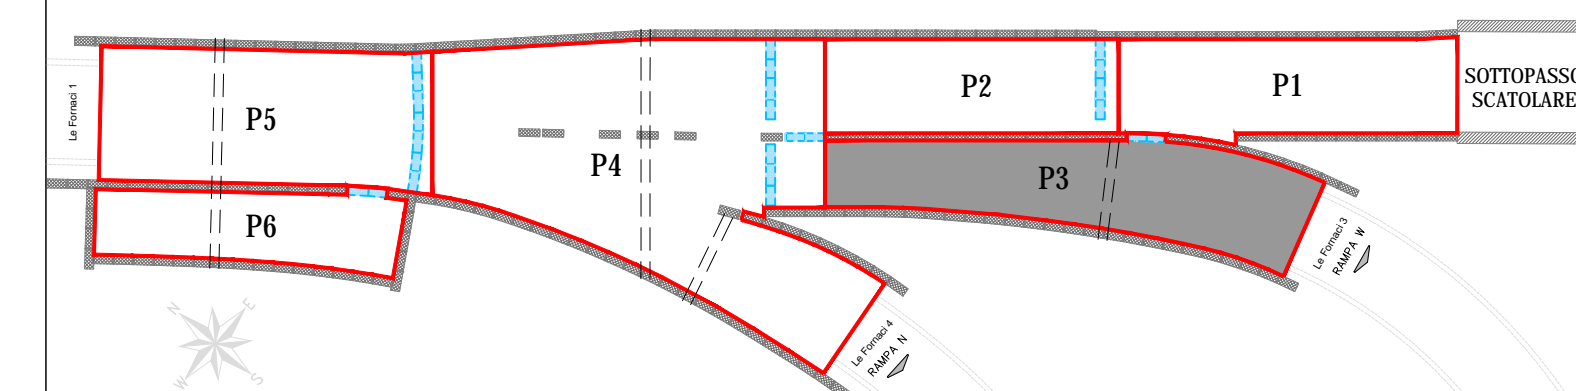 Le Fornaci 1
P5
P6
P4
P2
P1
P3
SOTTOPASSO
SCATOLARE
Le Fornaci 3
RAMPA W
Le Fornaci 4
RAMPA N
N
E
W
S